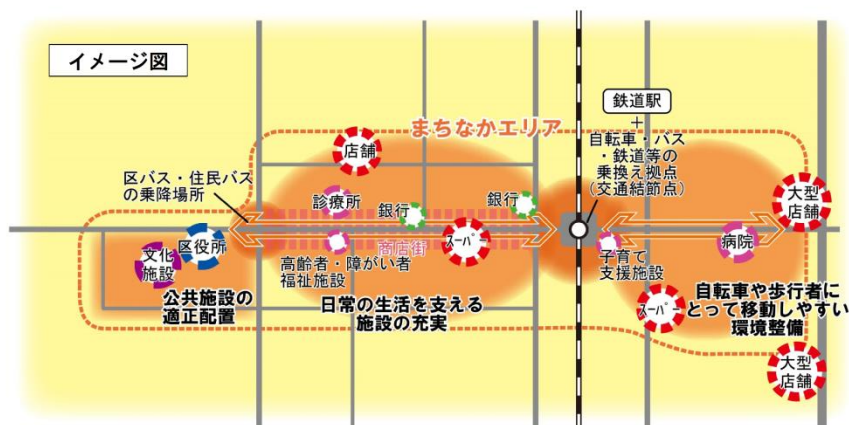 イメージ図
鉄道駅
+
自転車・バス
・鉄道等の
乗換え拠点
(交通結節点)
まちなかエリア
店舗
区バス・住民バス
の乗降場所
診療所
銀行
銀行
大型
店舗
文化
施設
区役所
商店街
スーパー
高齢者・障がい者
福祉施設
子育て
支援施設
病院
公共施設の
適正配置
日常の生活を支える
施設の充実
スーパー
自転車や歩行者に
とって移動しやすい
環境整備
大型
店舗